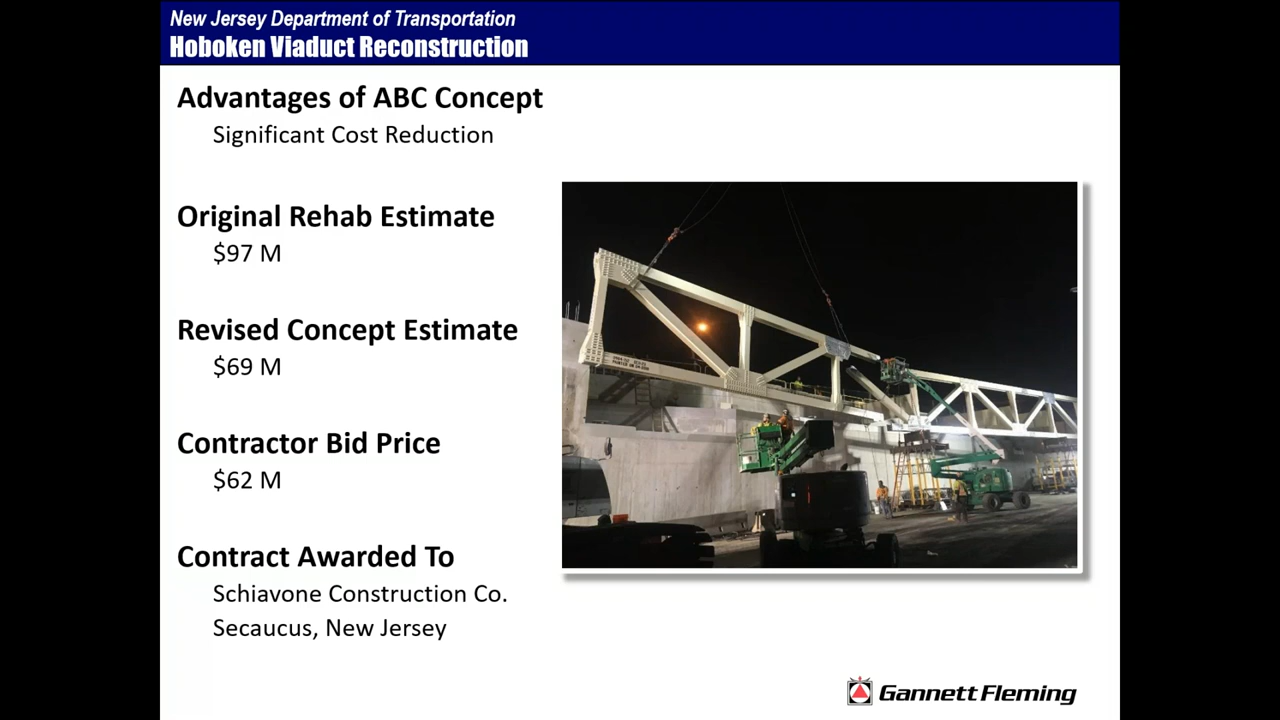 New Jersey Department of Transportation
Hoboken Viaduct Reconstruction
Advantages of ABC Concept
Significant Cost Reduction
Original Rehab Estimate
$97 M
Revised Concept Estimate
$69 M
Contractor Bid Price
$62 M
Contract Awarded To
Schiavone Construction Co.
Secaucus, New Jersey
Gannett Fleming